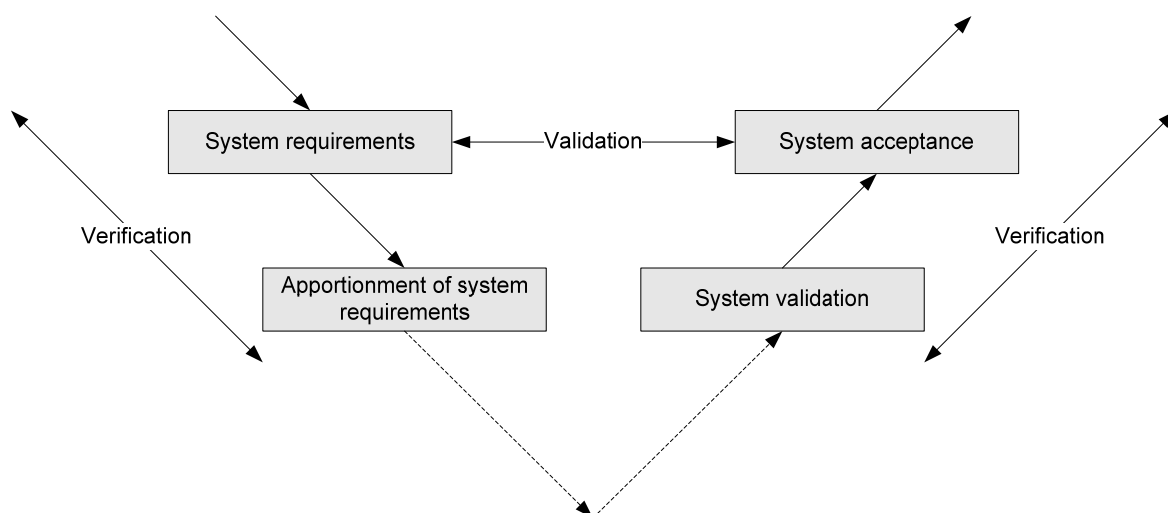 System requirements
Validation
System acceptance
Verification
Verification
Apportionment of system
requirements
System validation